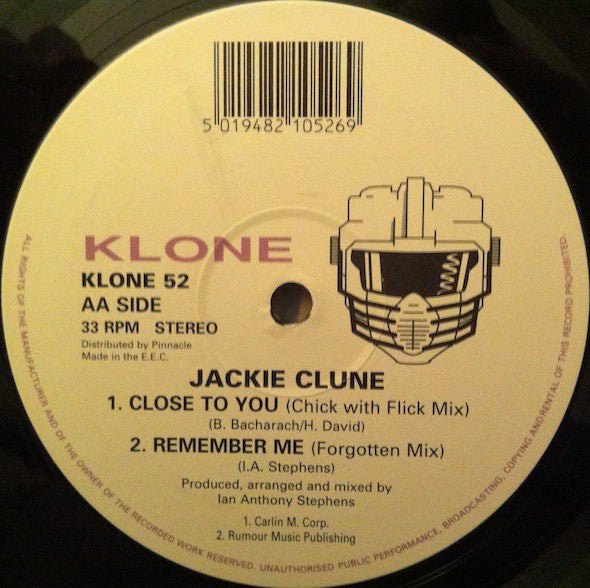 5 019482 105269
KLONE
KLONE 52
AA SIDE
33 RPM STEREO
Distributed by Pinnacle
Made in the E.E.C.
JACKIE CLUNE
1. CLOSE TO YOU (Chick with Flick Mix)
(B. Bacharach/H. David)
2. REMEMBER ME (Forgotten Mix)
(I.A. Stephens)
Produced, arranged and mixed by
Ian Anthony Stephens
1. Carlin M. Corp.
2. Rumour Music Publishing
ALL RIGHTS OF THE MANUFACTURER AND OF THE OWNER OF THE RECORDED WORK RESERVED. UNAUTHORISED PUBLIC PERFORMANCE, BROADCASTING, COPYING AND RENTAL OF THIS RECORD PROHIBITED.